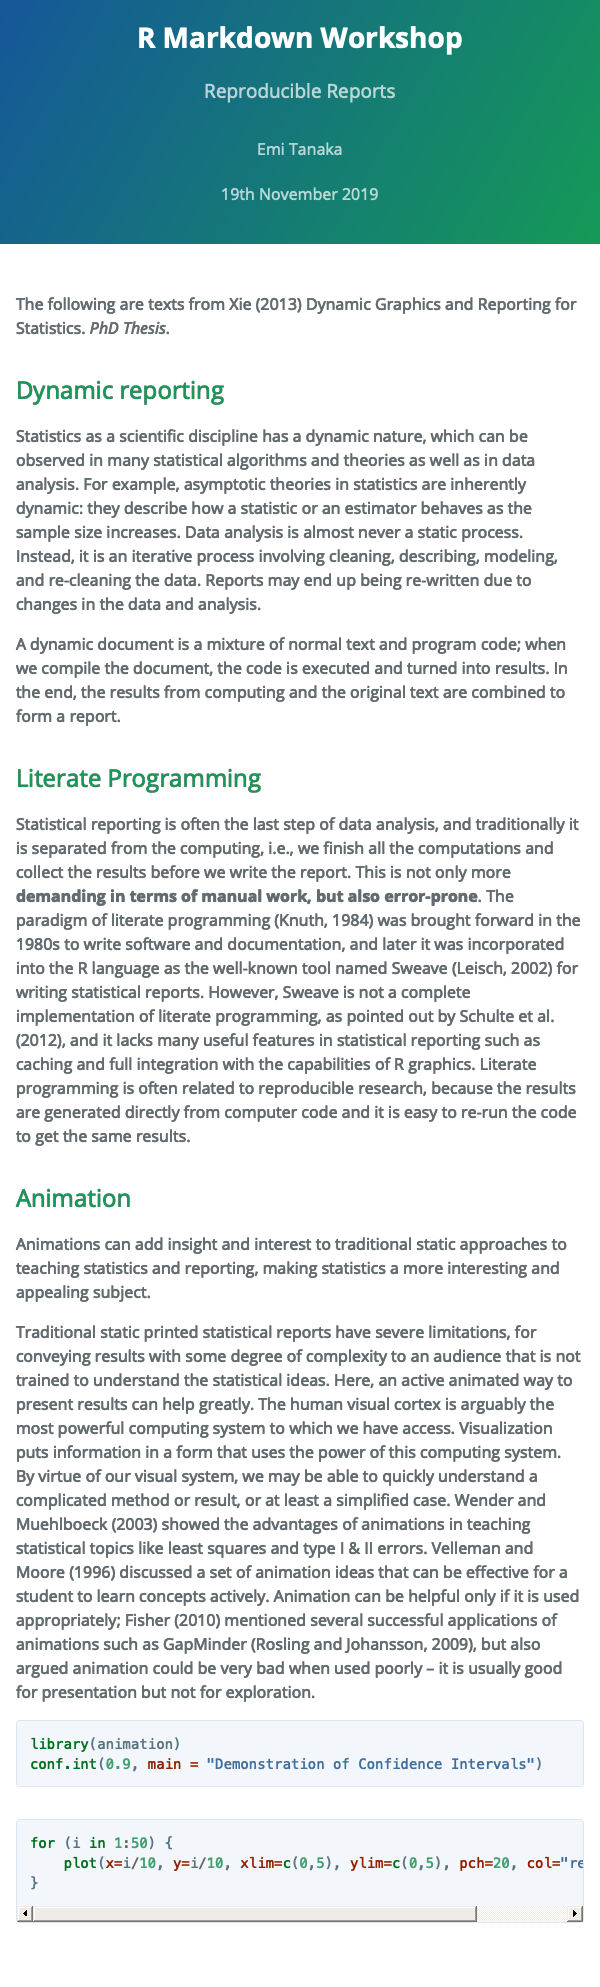 R Markdown Workshop
Reproducible Reports
Emi Tanaka
19th November 2019
The following are texts from Xie (2013) Dynamic Graphics and Reporting for
Statistics. PhD Thesis.
Dynamic reporting
Statistics as a scientific discipline has a dynamic nature, which can be
observed in many statistical algorithms and theories as well as in data
analysis. For example, asymptotic theories in statistics are inherently
dynamic: they describe how a statistic or an estimator behaves as the
sample size increases. Data analysis is almost never a static process.
Instead, it is an iterative process involving cleaning, describing, modeling,
and re-cleaning the data. Reports may end up being re-written due to
changes in the data and analysis.
A dynamic document is a mixture of normal text and program code; when
we compile the document, the code is executed and turned into results. In
the end, the results from computing and the original text are combined to
form a report.
Literate Programming
Statistical reporting is often the last step of data analysis, and traditionally it
is separated from the computing, i.e., we finish all the computations and
collect the results before we write the report. This is not only more
demanding in terms of manual work, but also error-prone. The
paradigm of literate programming (Knuth, 1984) was brought forward in the
1980s to write software and documentation, and later it was incorporated
into the R language as the well-known tool named Sweave (Leisch, 2002) for
writing statistical reports. However, Sweave is not a complete
implementation of literate programming, as pointed out by Schulte et al.
(2012), and it lacks many useful features in statistical reporting such as
caching and full integration with the capabilities of R graphics. Literate
programming is often related to reproducible research, because the results
are generated directly from computer code and it is easy to re-run the code
to get the same results.
Animation
Animations can add insight and interest to traditional static approaches to
teaching statistics and reporting, making statistics a more interesting and
appealing subject.
Traditional static printed statistical reports have severe limitations, for
conveying results with some degree of complexity to an audience that is not
trained to understand the statistical ideas. Here, an active animated way to
present results can help greatly. The human visual cortex is arguably the
most powerful computing system to which we have access. Visualization
puts information in a form that uses the power of this computing system.
By virtue of our visual system, we may be able to quickly understand a
complicated method or result, or at least a simplified case. Wender and
Muehlboeck (2003) showed the advantages of animations in teaching
statistical topics like least squares and type I & II errors. Velleman and
Moore (1996) discussed a set of animation ideas that can be effective for a
student to learn concepts actively. Animation can be helpful only if it is used
appropriately; Fisher (2010) mentioned several successful applications of
animations such as GapMinder (Rosling and Johansson, 2009), but also
argued animation could be very bad when used poorly – it is usually good
for presentation but not for exploration.
library(animation)
conf.int(0.9, main = "Demonstration of Confidence Intervals")
for (i in 1:50) {
    plot(x=i/10, y=i/10, xlim=c(0,5), ylim=c(0,5), pch=20, col="re
}